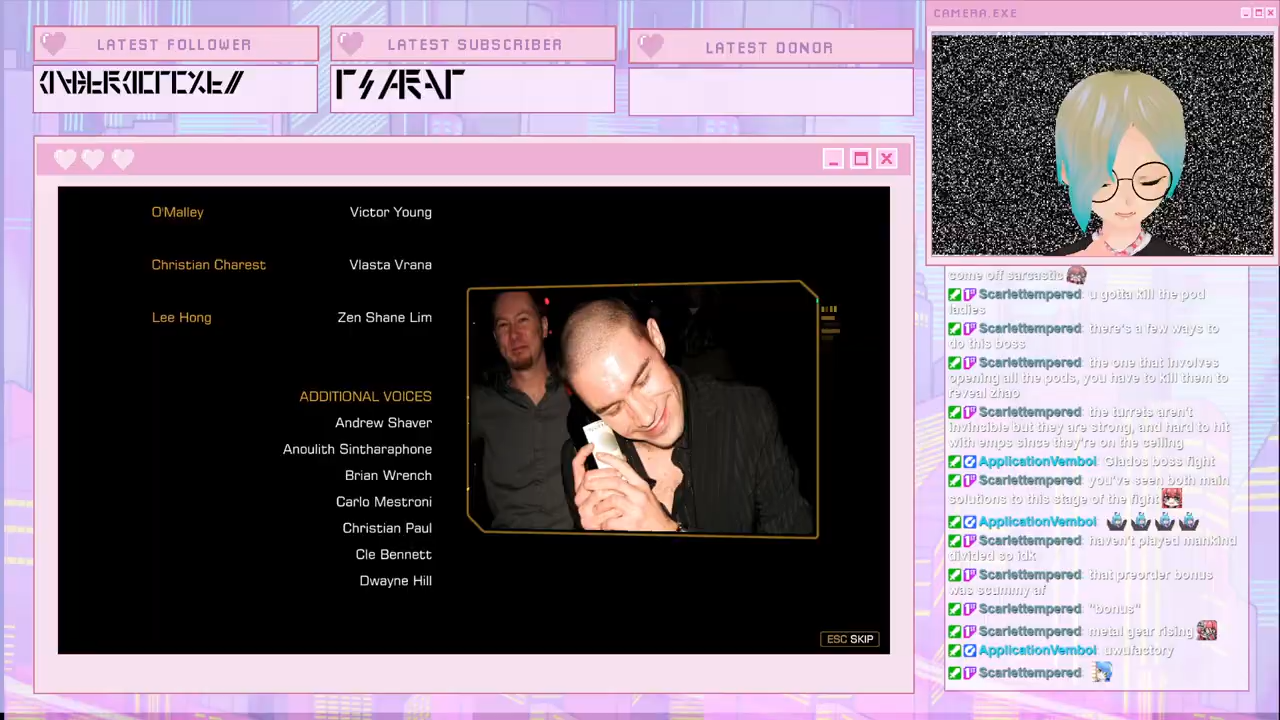 CAMERA.EXE
LATEST FOLLOWER
LATEST SUBSCRIBER
LATEST DONOR
O'Malley Victor Young
Christian Charest Vlasta Vrana
Lee Hong Zen Shane Lim
ADDITIONAL VOICES
Andrew Shaver
Anoulith Sintharaphone
Brian Wrench
Carlo Mestroni
Christian Paul
Cle Bennett
Dwayne Hill
ESC SKIP
come off sarcastic
Scarlettempered: u gotta kill the pod
ladies
Scarlettempered: there's a few ways to
do this boss
Scarlettempered: the one that involves
opening all the pods, you have to kill them to
reveal zhao
Scarlettempered: the turrets aren't
invincible but they are strong, and hard to hit
with emps since they're on the ceiling
ApplicationVembol: Glados boss fight
Scarlettempered: you've seen both main
solutions to this stage of the fight
ApplicationVembol:
Scarlettempered: haven't played mankind
divided so idk
Scarlettempered: that preorder bonus
was scummy af
Scarlettempered: "bonus"
Scarlettempered: metal gear rising
ApplicationVembol: uwufactory
Scarlettempered: